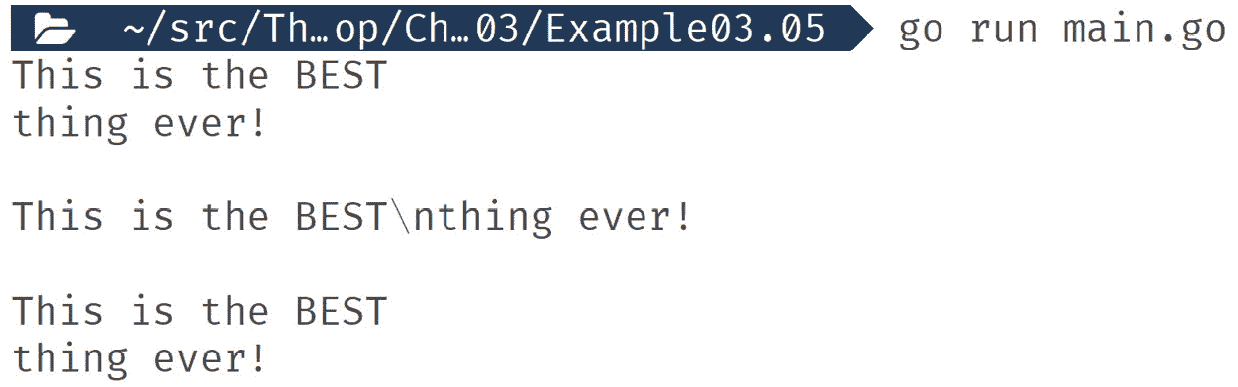 ~/src/Th…op/Ch…03/Example03.05 go run main.go
This is the BEST
thing ever!
This is the BEST\nthing ever!
This is the BEST
thing ever!